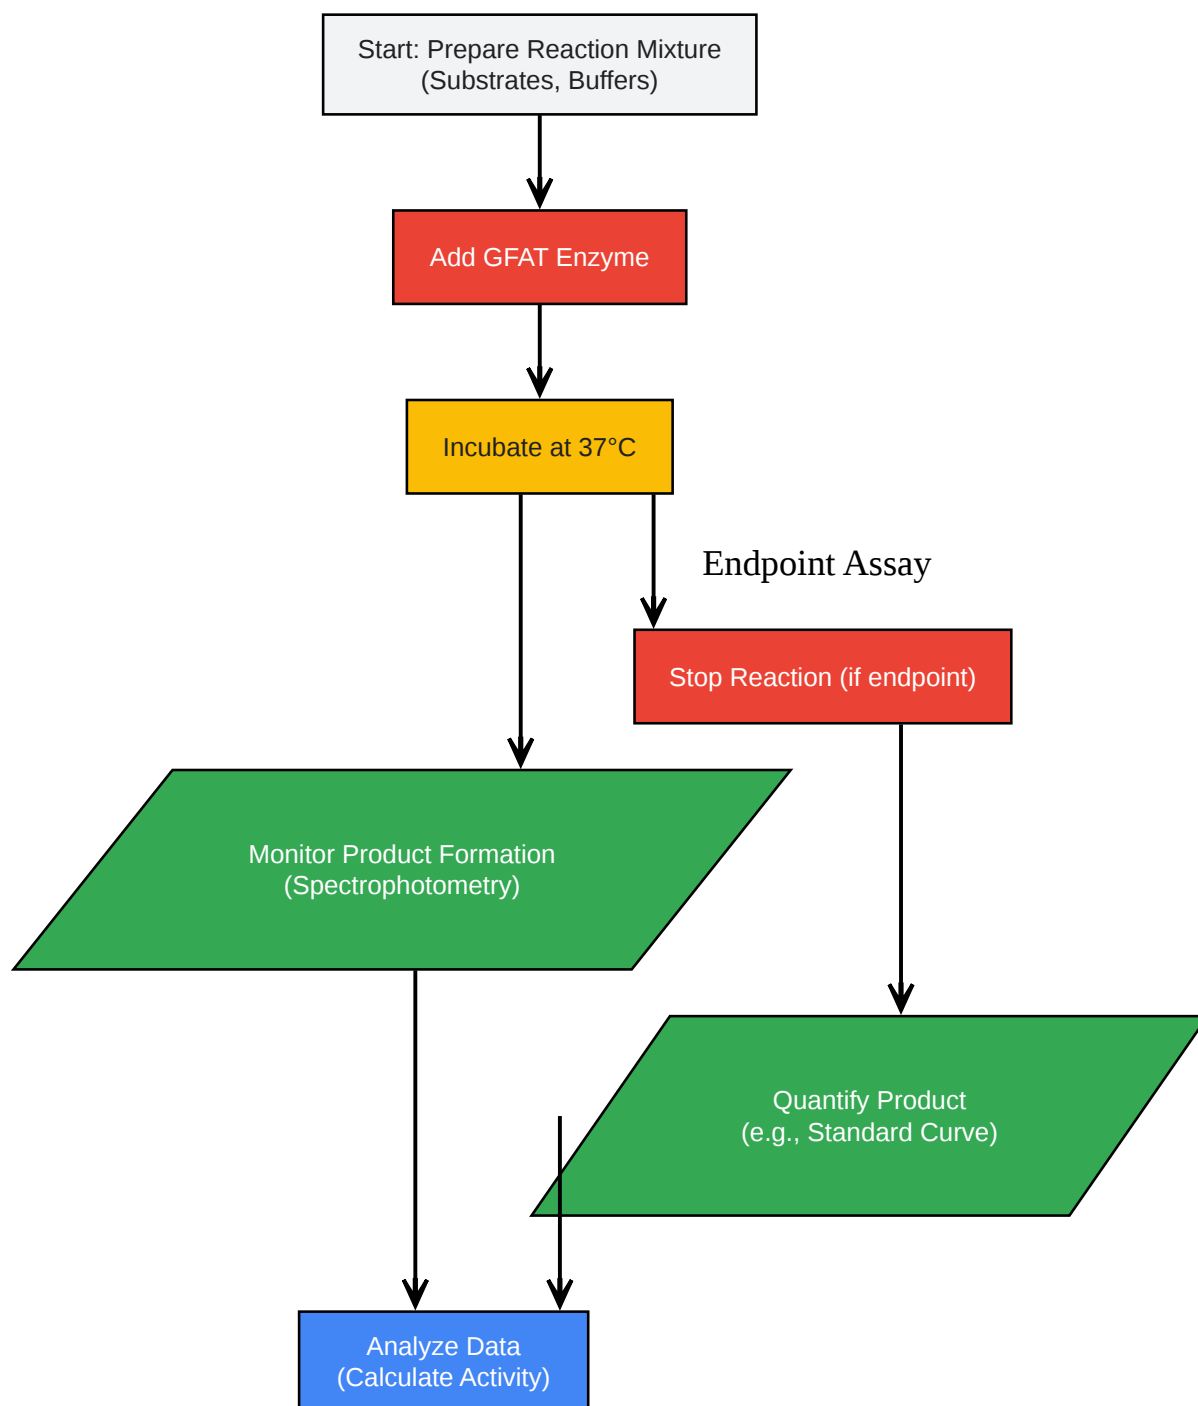 Start: Prepare Reaction Mixture
(Substrates, Buffers)
Add GFAT Enzyme
Incubate at 37°C
Endpoint Assay
Stop Reaction (if endpoint)
Monitor Product Formation
(Spectrophotometry)
Quantify Product
(e.g., Standard Curve)
Analyze Data
(Calculate Activity)